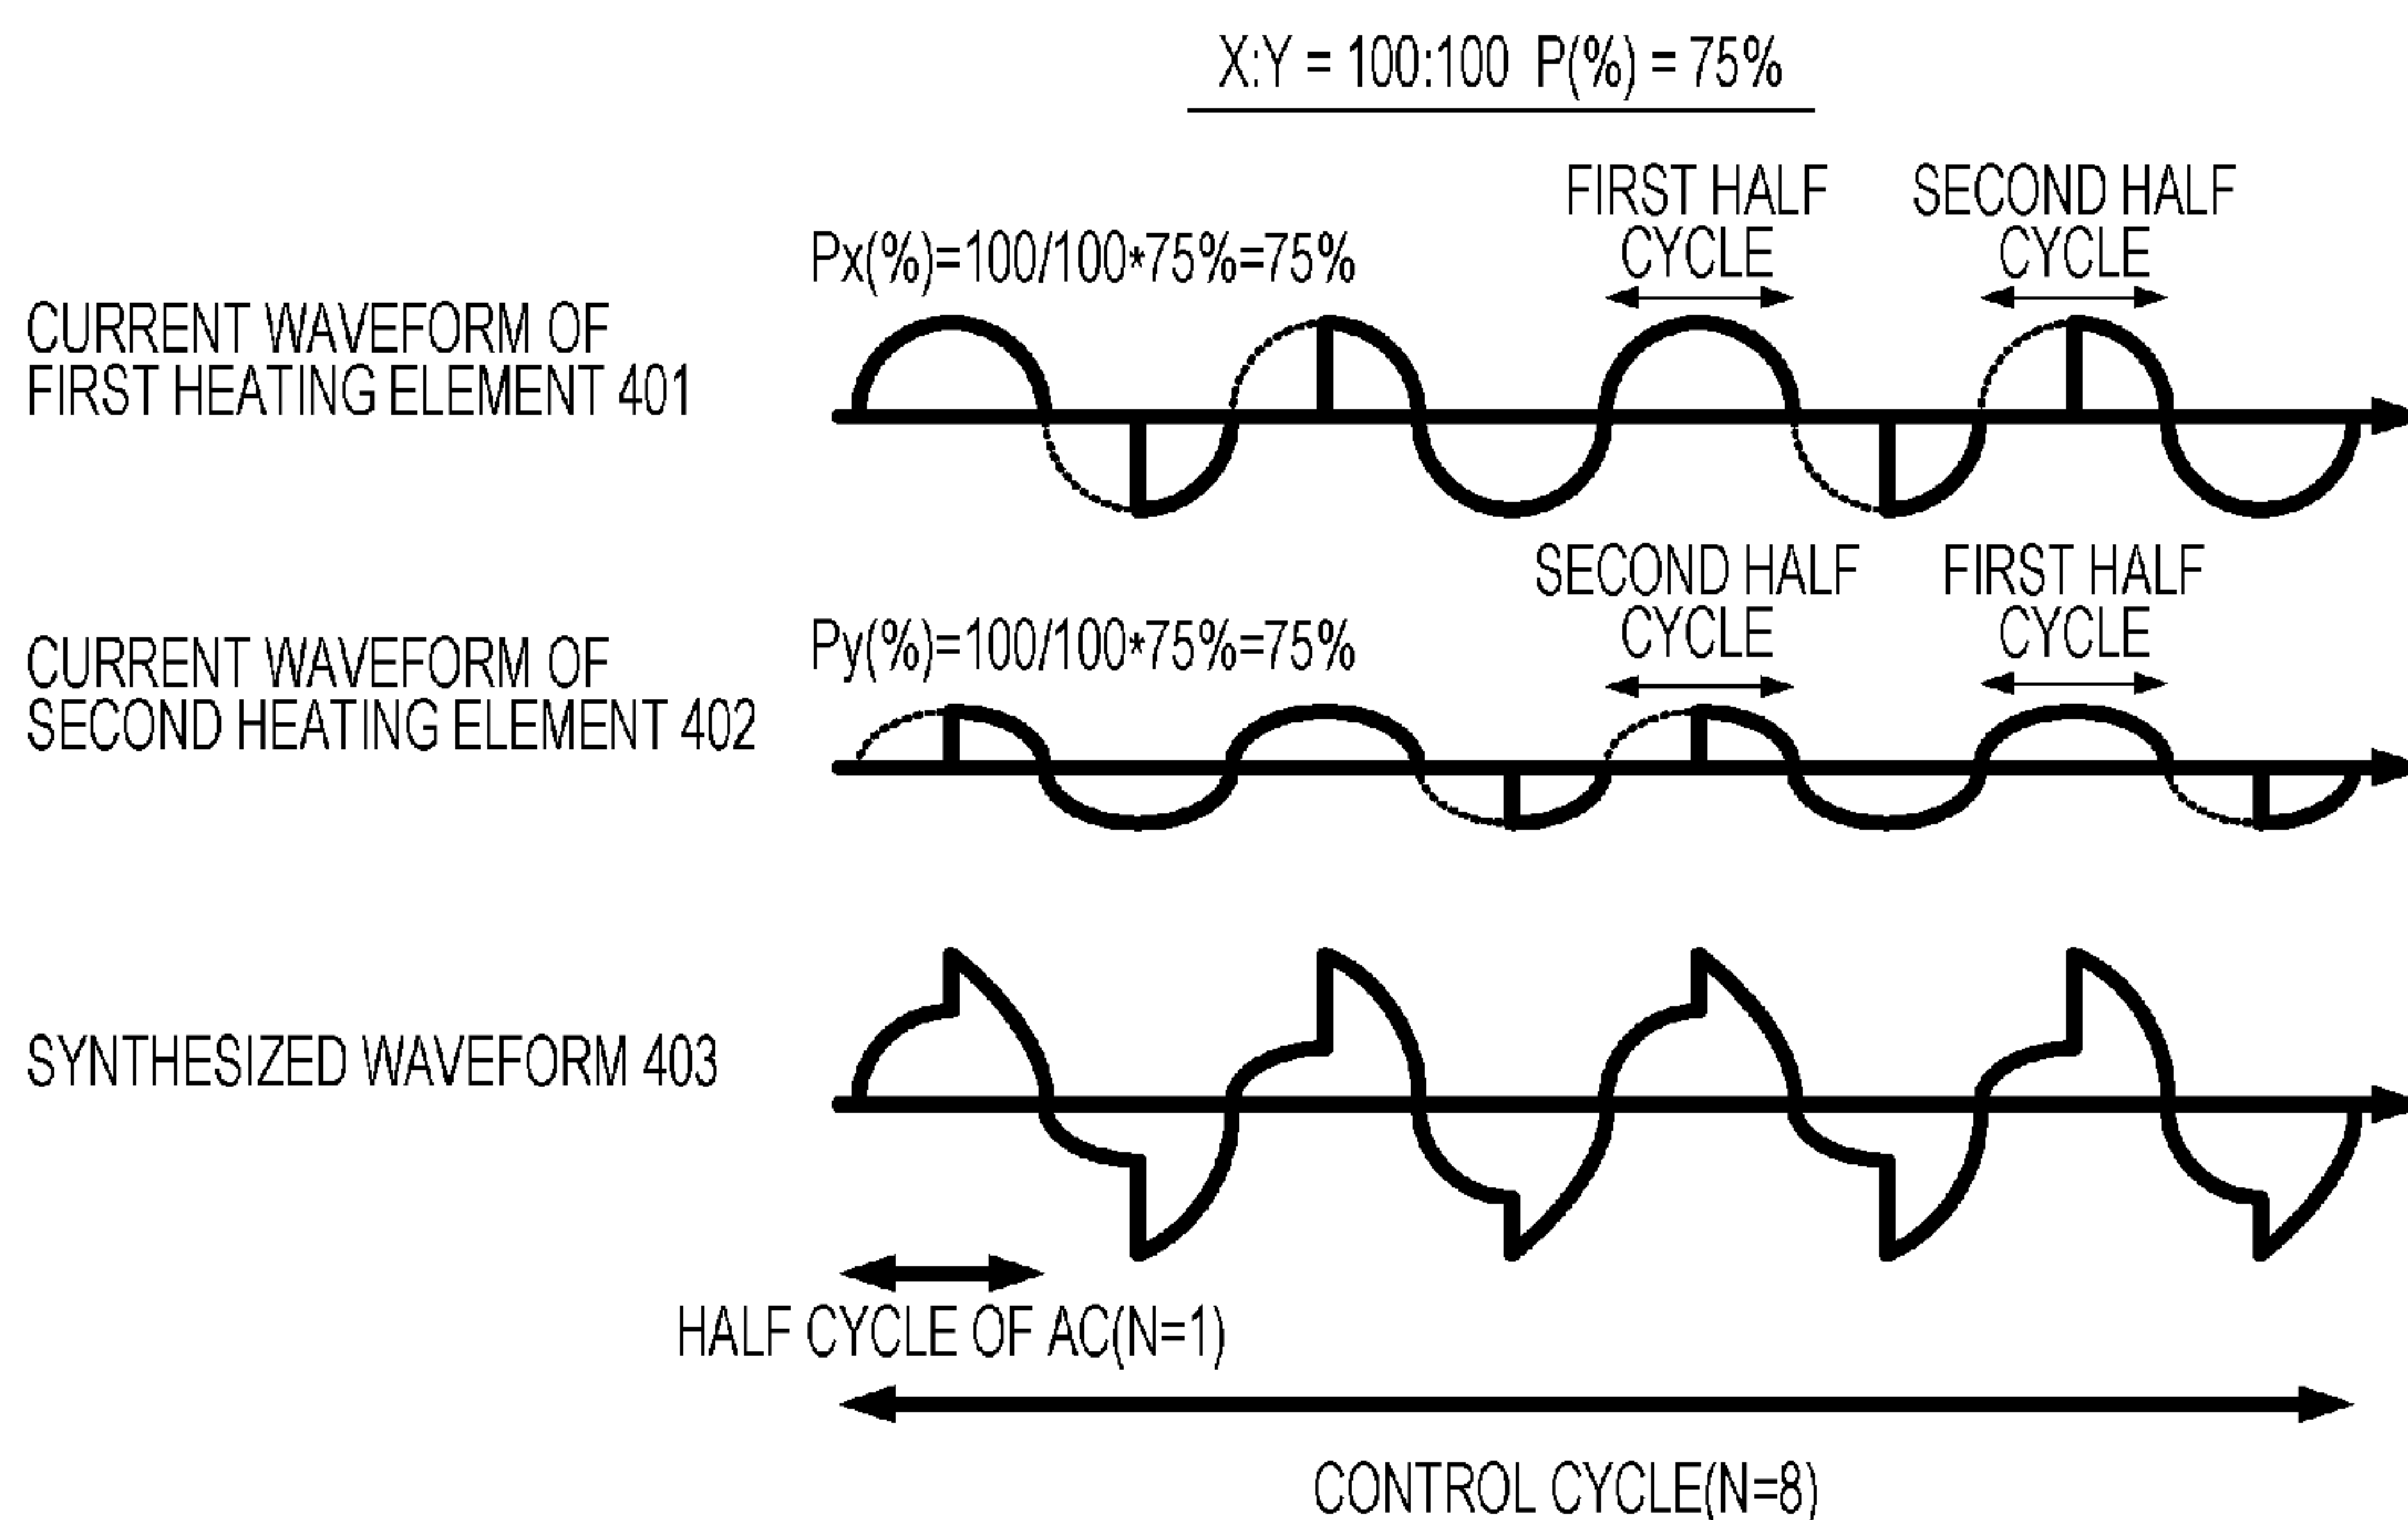 X:Y = 100:100 P(%) = 75%
FIRST HALF
CYCLE
SECOND HALF
CYCLE
Px(%)=100/100*75%=75%
CURRENT WAVEFORM OF
FIRST HEATING ELEMENT 401
SECOND HALF
CYCLE
FIRST HALF
CYCLE
Py(%)=100/100*75%=75%
CURRENT WAVEFORM OF
SECOND HEATING ELEMENT 402
SYNTHESIZED WAVEFORM 403
HALF CYCLE OF AC(N=1)
CONTROL CYCLE(N=8)